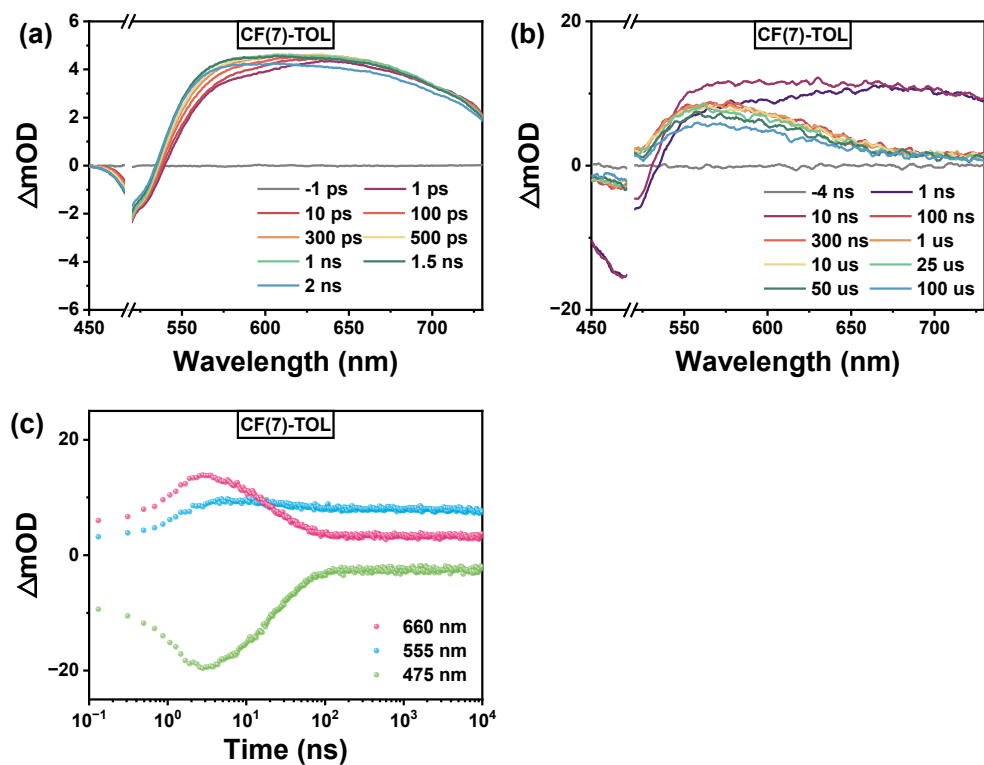 (a)
CF(7)-TOL
ΔmOD
6
4
2
0
−2
−4
−6
-1 ps 1 ps
10 ps 100 ps
300 ps 500 ps
1 ns 1.5 ns
2 ns
450 550 600 650 700
Wavelength (nm)
(b)
CF(7)-TOL
ΔmOD
20
0
−20
-4 ns 1 ns
10 ns 100 ns
300 ns 1 us
10 us 25 us
50 us 100 us
450 550 600 650 700
Wavelength (nm)
(c)
CF(7)-TOL
ΔmOD
20
0
−20
660 nm
555 nm
475 nm
10⁻¹ 10⁰ 10¹ 10² 10³ 10⁴
Time (ns)